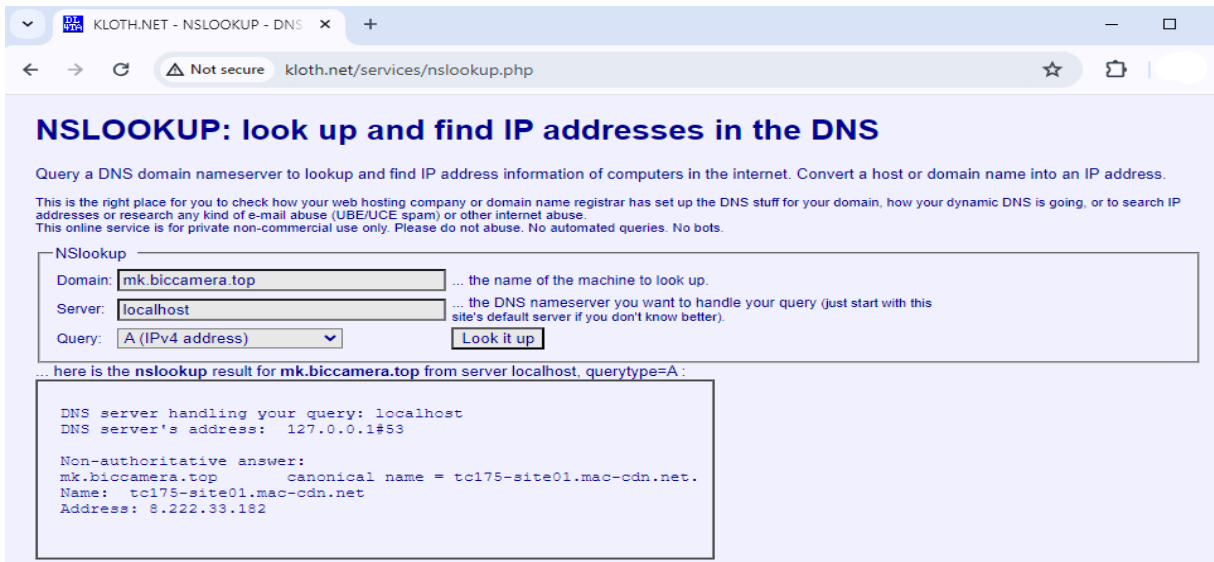 KLOTH.NET - NSLOOKUP - DNS
Not secure kloth.net/services/nslookup.php
NSLOOKUP: look up and find IP addresses in the DNS
Query a DNS domain nameserver to lookup and find IP address information of computers in the internet. Convert a host or domain name into an IP address.
This is the right place for you to check how your web hosting company or domain name registrar has set up the DNS stuff for your domain, how your dynamic DNS is going, or to search IP
addresses or research any kind of e-mail abuse (UBE/UCE spam) or other internet abuse.
This online service is for private non-commercial use only. Please do not abuse. No automated queries. No bots.
NSlookup
Domain: mk.biccamera.top ... the name of the machine to look up.
Server: localhost ... the DNS nameserver you want to handle your query (just start with this
site's default server if you don't know better).
Query: A (IPv4 address) Look it up
... here is the nslookup result for mk.biccamera.top from server localhost, querytype=A :
DNS server handling your query: localhost
DNS server's address: 127.0.0.1#53
Non-authoritative answer:
mk.biccamera.top canonical name = tc175-site01.mac-cdn.net.
Name: tc175-site01.mac-cdn.net
Address: 8.222.33.182